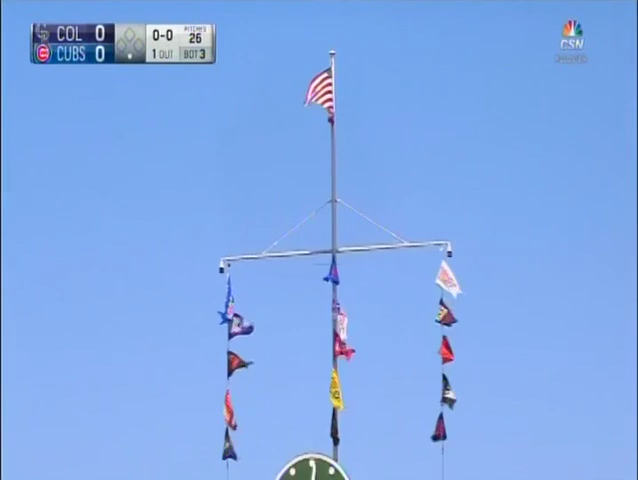 COL 0
CUBS 0
0-0
1 OUT
PITCHES
26
BOT 3
CSN